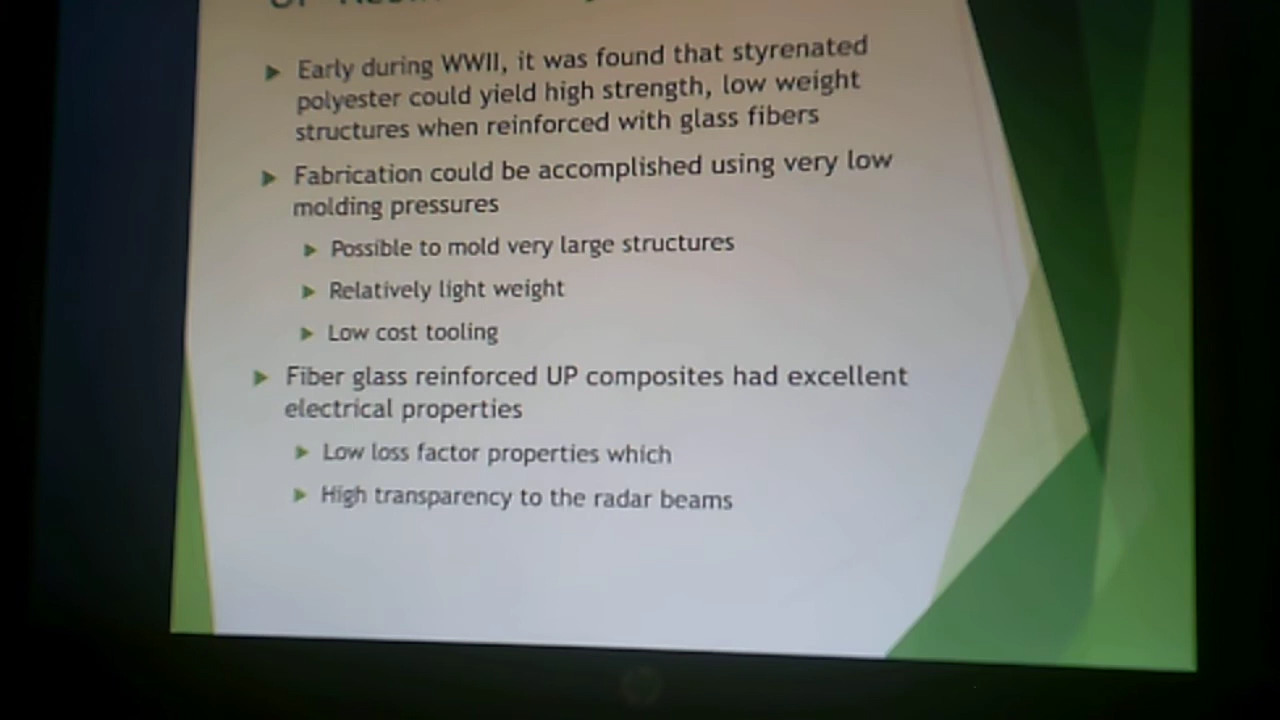 Early during WWII, it was found that styrenated
polyester could yield high strength, low weight
structures when reinforced with glass fibers
Fabrication could be accomplished using very low
molding pressures
Possible to mold very large structures
Relatively light weight
Low cost tooling
Fiber glass reinforced UP composites had excellent
electrical properties
Low loss factor properties which
High transparency to the radar beams